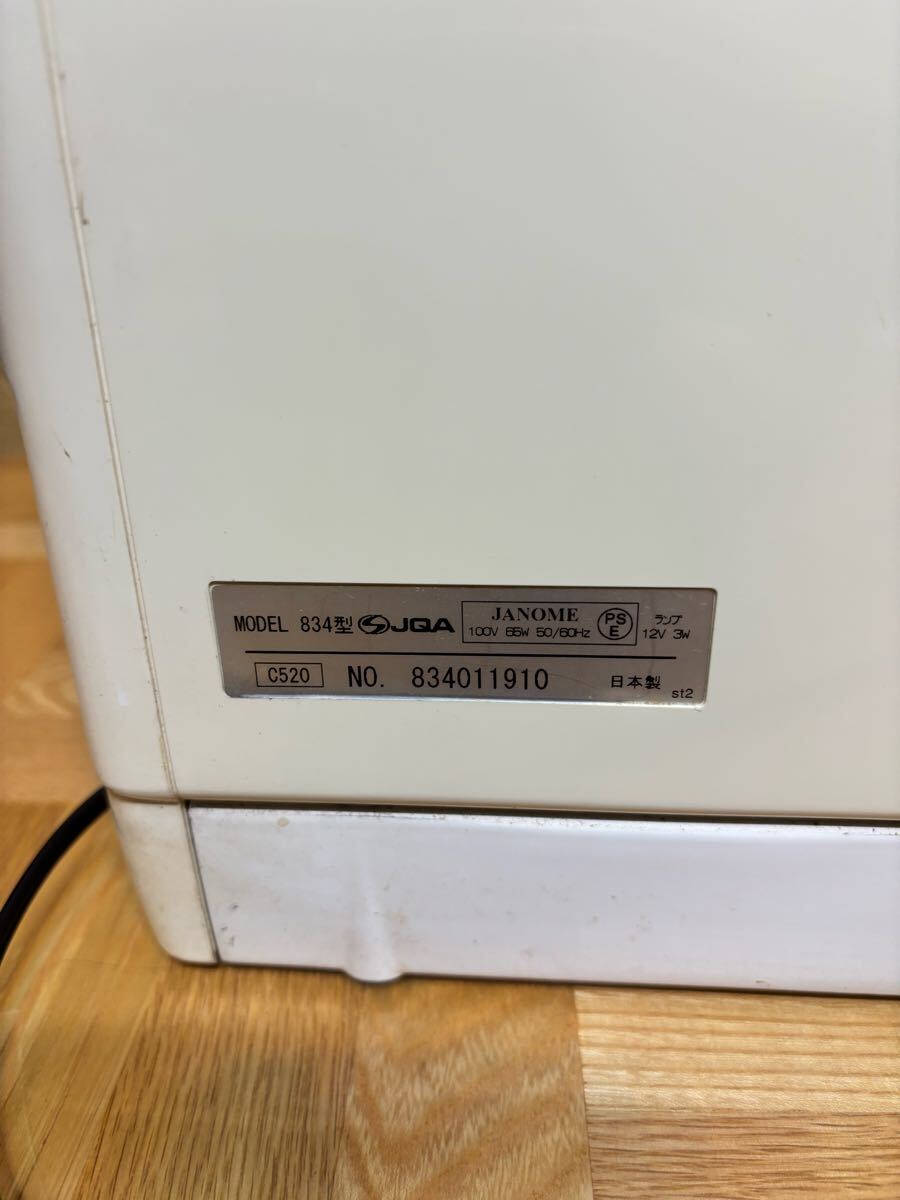 MODEL 834型 JQA JANOME PSE ランプ
100V 65W 50/60Hz 12V 3W
C520 NO. 834011910 日本製 st2